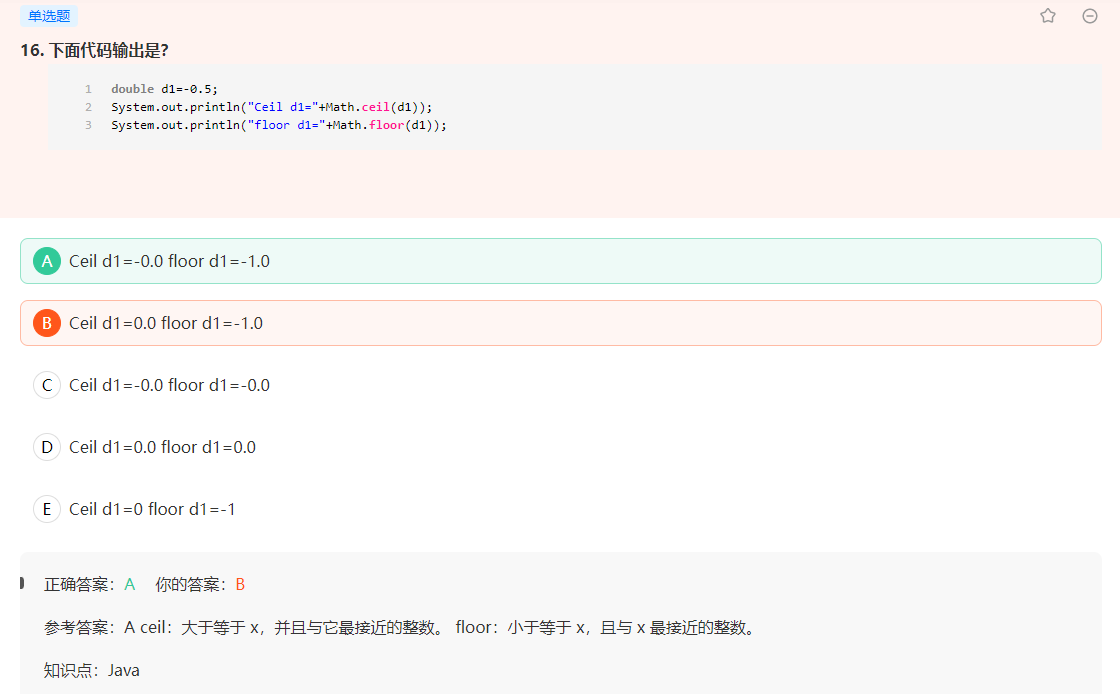 单选题
16. 下面代码输出是?
1 double d1=-0.5;
2 System.out.println("Ceil d1="+Math.ceil(d1));
3 System.out.println("floor d1="+Math.floor(d1));
A Ceil d1=-0.0 floor d1=-1.0
B Ceil d1=0.0 floor d1=-1.0
C Ceil d1=-0.0 floor d1=-0.0
D Ceil d1=0.0 floor d1=0.0
E Ceil d1=0 floor d1=-1
正确答案：A 你的答案：B
参考答案：A ceil：大于等于 x，并且与它最接近的整数。 floor：小于等于 x，且与 x 最接近的整数。
知识点：Java